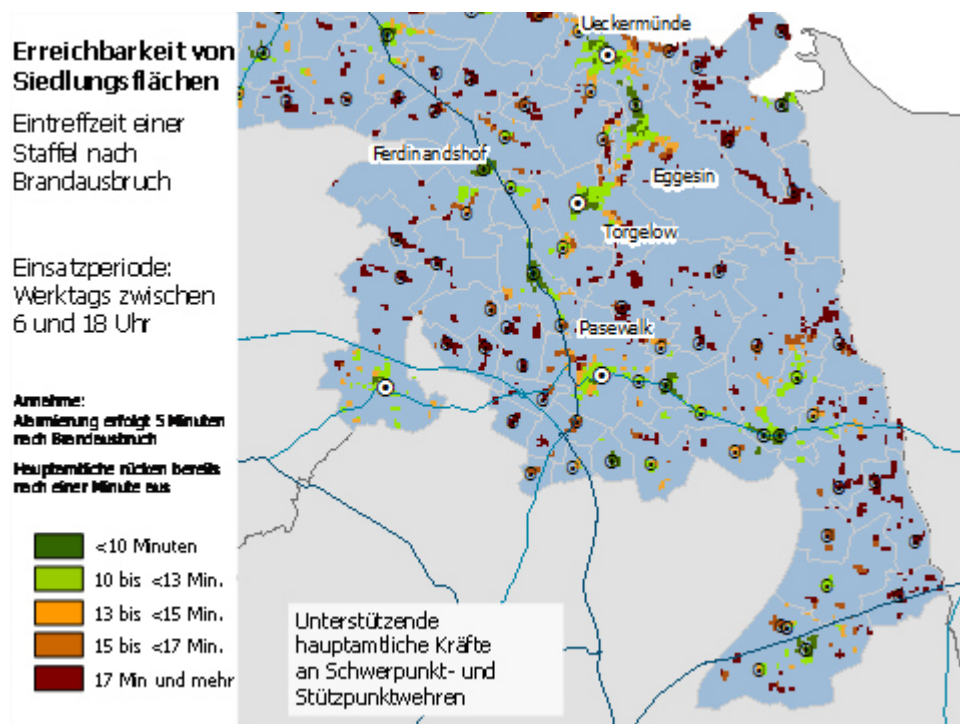 Erreichbarkeit von
Siedlungsflächen
Eintreffzeit einer
Staffel nach
Brandausbruch
Einsatzperiode:
Werktags zwischen
6 und 18 Uhr
Annahme:
Alarmierung erfolgt 5 Minuten
nach Brandausbruch
Hauptamtliche rücken bereits
nach einer Minute aus
<10 Minuten
10 bis <13 Min.
13 bis <15 Min.
15 bis <17 Min.
17 Min und mehr
Ueckermünde
Ferdinandshof
Eggesin
Torgelow
Pasewalk
Unterstützende
hauptamtliche Kräfte
an Schwerpunkt- und
Stützpunktwehren